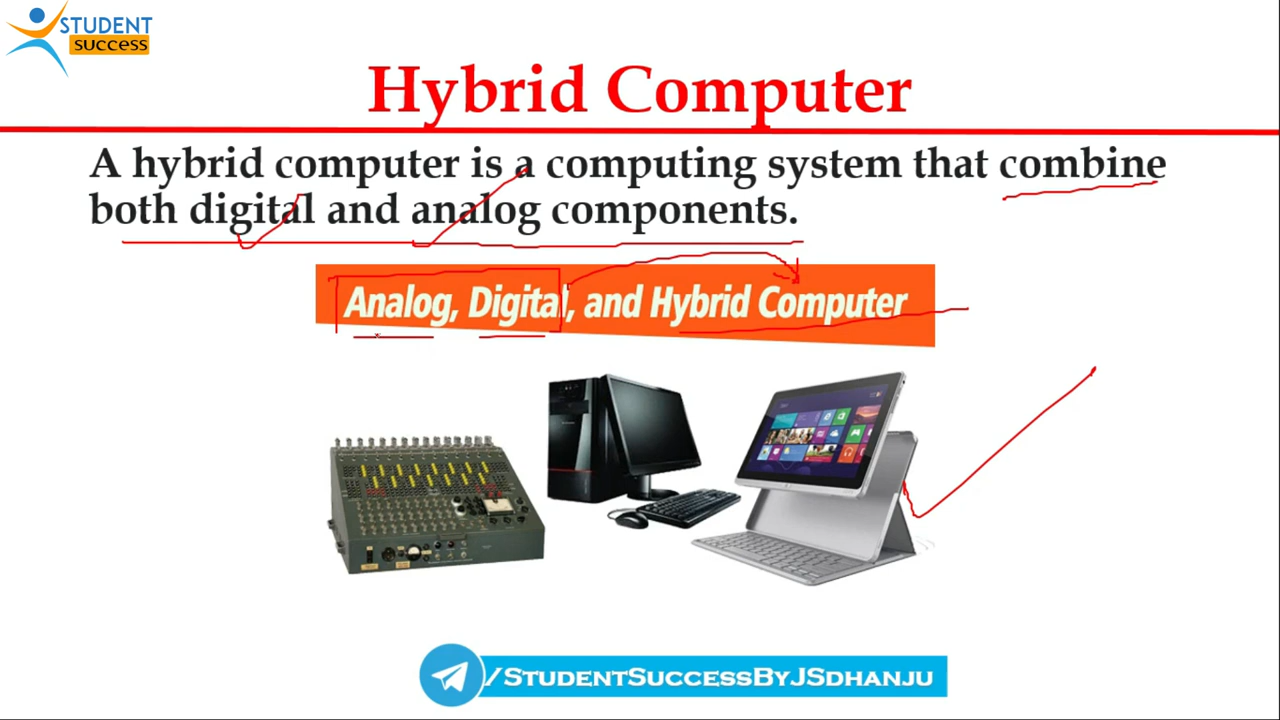 STUDENT
success
Hybrid Computer
A hybrid computer is a computing system that combine
both digital and analog components.
Analog, Digital, and Hybrid Computer
/StudentSuccessByJSdhanju